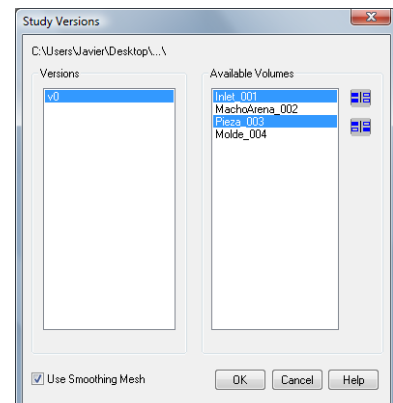 Study Versions
C:\Users\Javier\Desktop\...\
Versions
v0
Available Volumes
Inlet_001
MachoArena_002
Pieza_003
Molde_004
Use Smoothing Mesh
OK
Cancel
Help